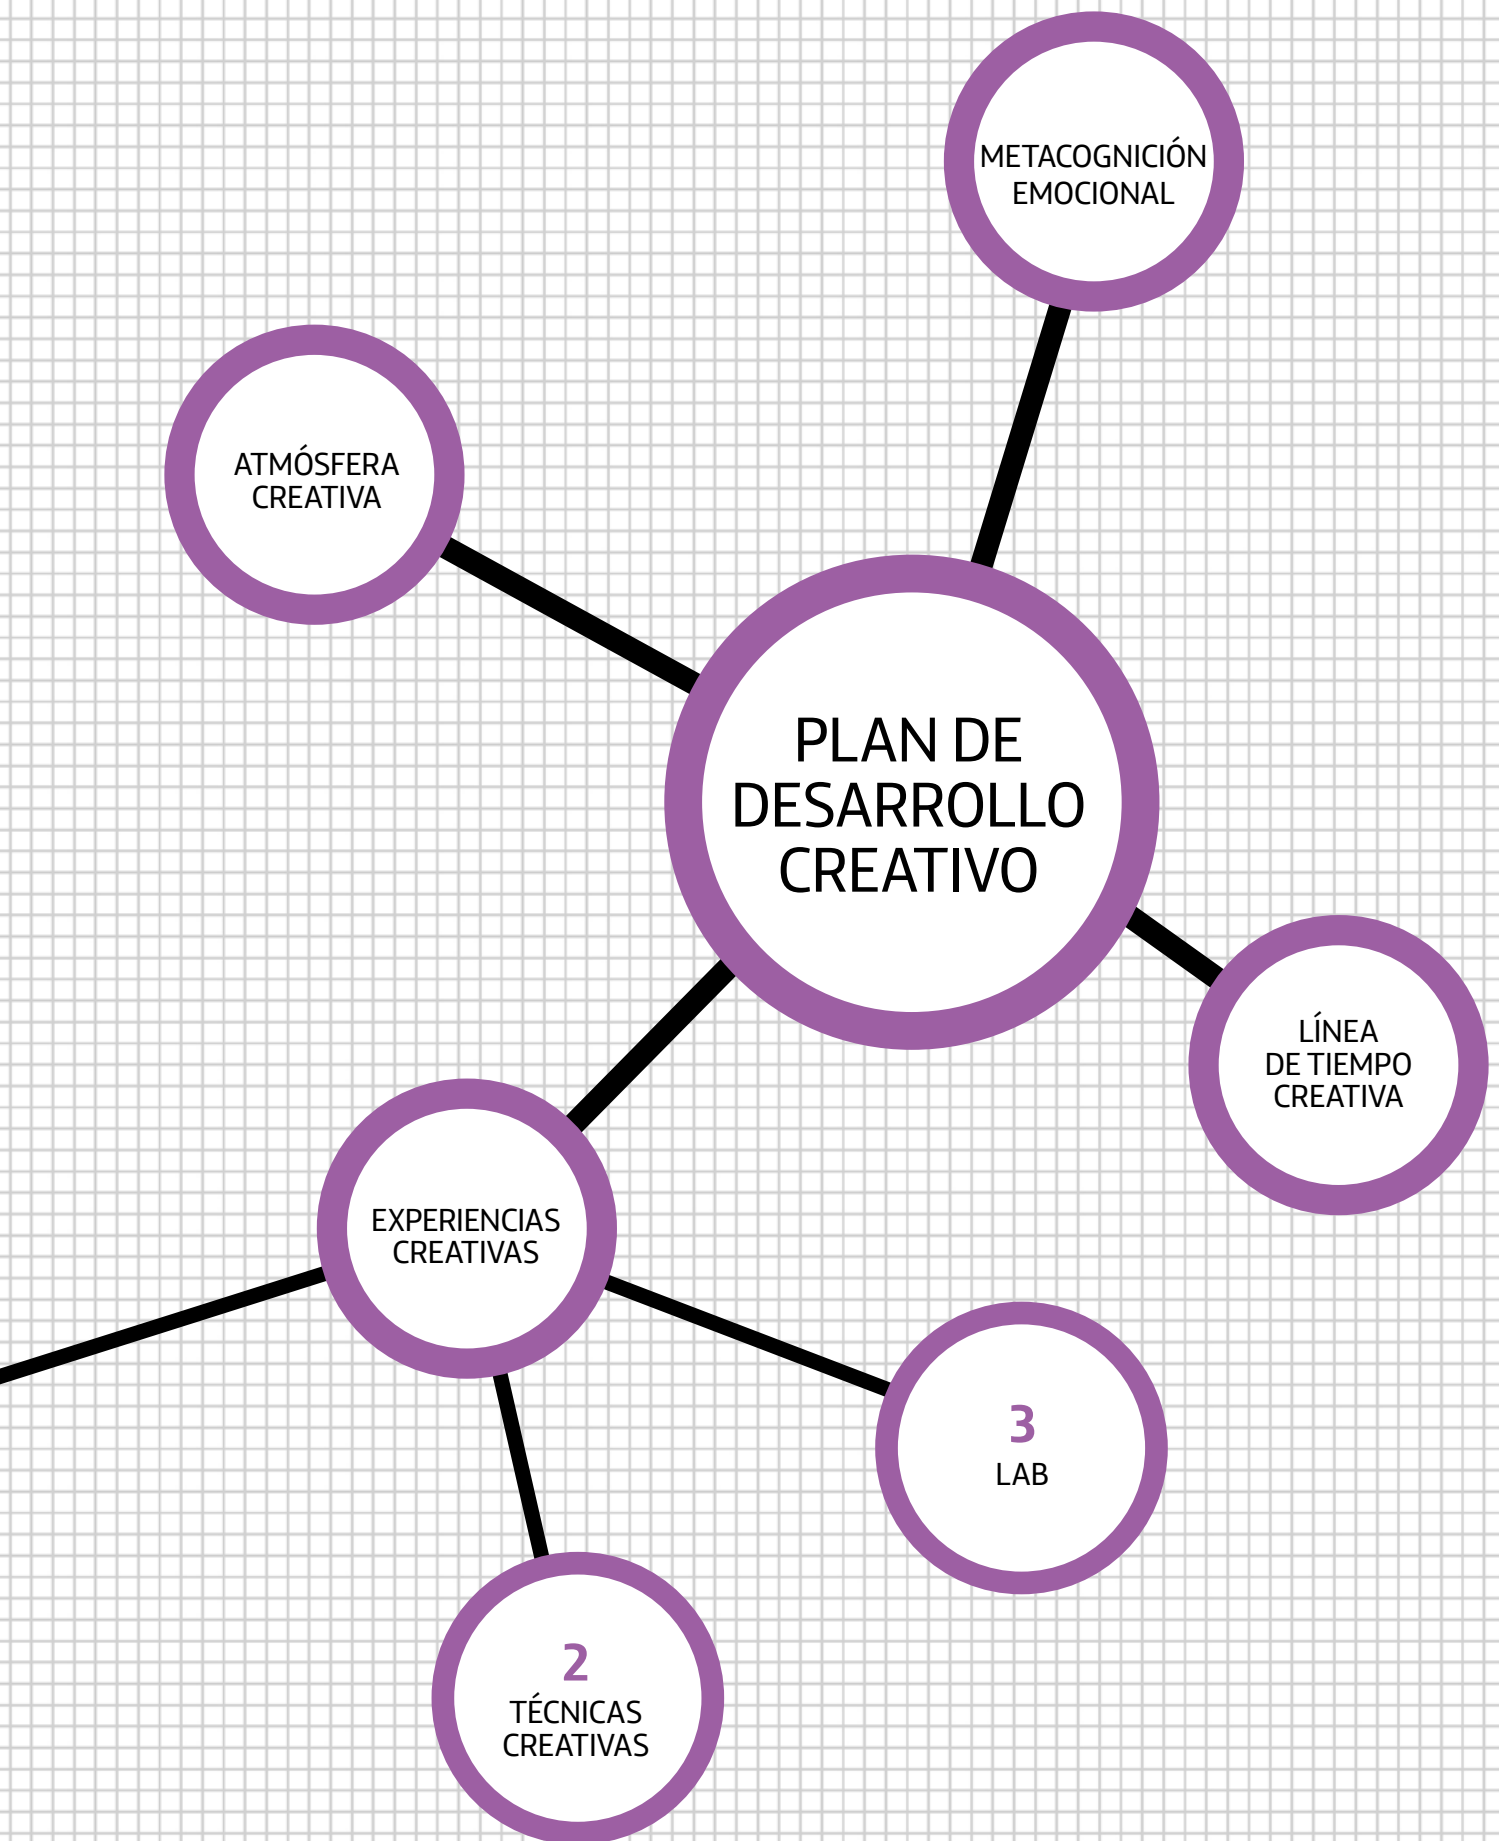 METACOGNICIÓN
EMOCIONAL
ATMÓSFERA
CREATIVA
PLAN DE
DESARROLLO
CREATIVO
LÍNEA
DE TIEMPO
CREATIVA
EXPERIENCIAS
CREATIVAS
3
LAB
2
TÉCNICAS
CREATIVAS